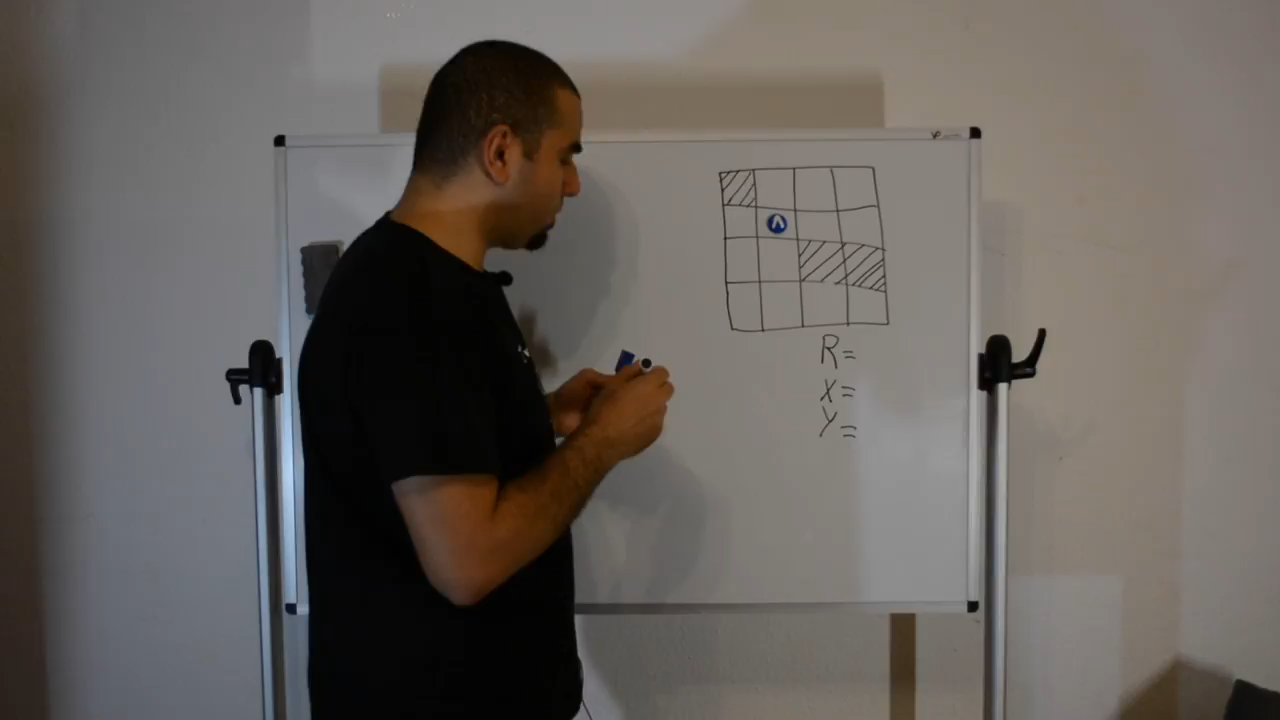 R=
X=
Y=